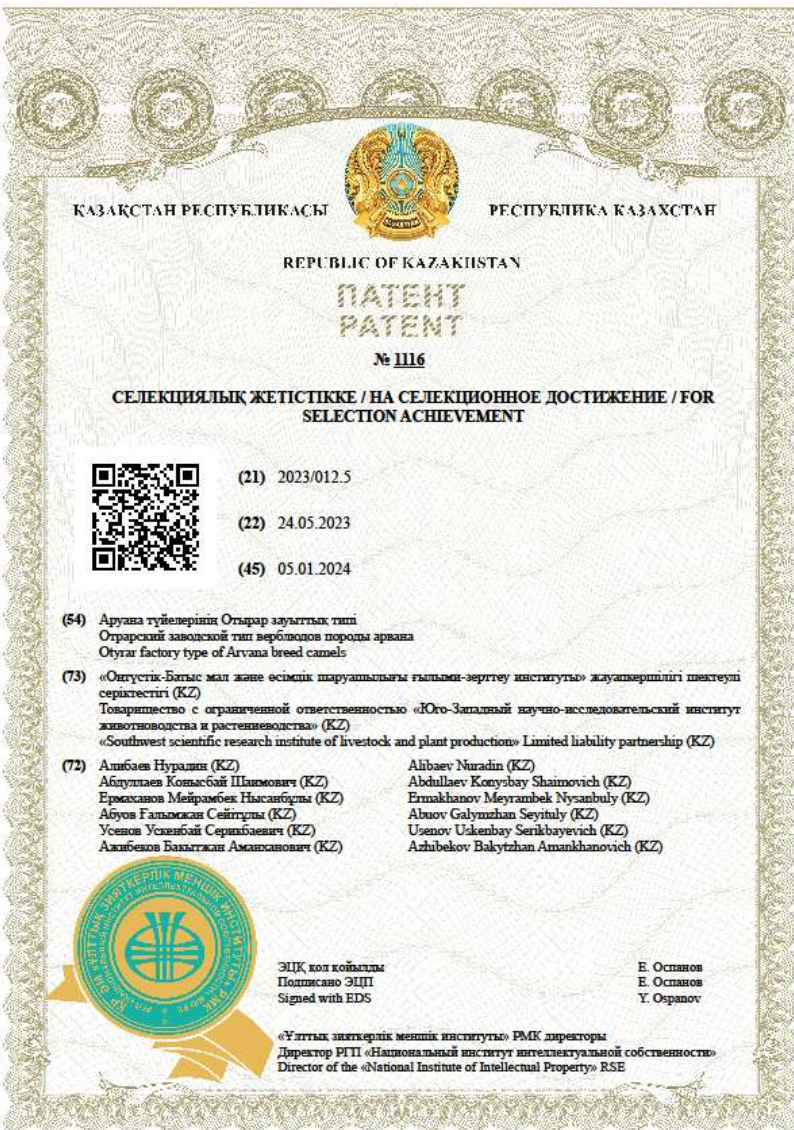 ҚАЗАҚСТАН РЕСПУБЛИКАСЫ
РЕСПУБЛИКА КАЗАХСТАН
REPUBLIC OF KAZAKHSTAN
ПАТЕНТ
PATENT
№ 1116
СЕЛЕКЦИЯЛЫҚ ЖЕТІСТІККЕ / НА СЕЛЕКЦИОННОЕ ДОСТИЖЕНИЕ / FOR
SELECTION ACHIEVEMENT
(21) 2023/012.5
(22) 24.05.2023
(45) 05.01.2024
(54) Аруана түйелерінің Отырар зауыттық типі
Отрарский заводской тип верблюдов породы арвана
Otyrar factory type of Arvana breed camels
(73) «Оңтүстік-Батыс мал және өсімдік шаруашылығы ғылыми-зерттеу институты» жауапкершілігі шектеулі
серіктестігі (KZ)
Товарищество с ограниченной ответственностью «Юго-Западный научно-исследовательский институт
животноводства и растениеводства» (KZ)
«Southwest scientific research institute of livestock and plant production» Limited liability partnership (KZ)
(72) Алибаев Нурадин (KZ)
Абдуллаев Конысбай Шаимович (KZ)
Ермаханов Мейрамбек Нысанбұлы (KZ)
Абуов Ғалымжан Сейітұлы (KZ)
Усенов Ускенбай Серикбаевич (KZ)
Ажибеков Бакытжан Аманханович (KZ)
Alibaev Nuradin (KZ)
Abdullaev Konysbay Shaimovich (KZ)
Ermakhanov Meyrambek Nysanbuly (KZ)
Abuov Galymzhan Seyituly (KZ)
Usenov Uskenbay Serikbayevich (KZ)
Azhibekov Bakytzhan Amankhanovich (KZ)
ЭЦҚ қол қойылды Е. Оспанов
Подписано ЭЦП Е. Оспанов
Signed with EDS Y. Ospanov
«Ұлттық зияткерлік меншік институты» РМК директоры
Директор РГП «Национальный институт интеллектуальной собственности»
Director of the «National Institute of Intellectual Property» RSE